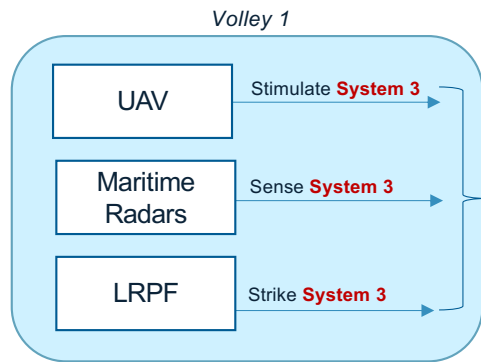 Volley 1
UAV
Stimulate System 3
Maritime
Radars
Sense System 3
LRPF
Strike System 3